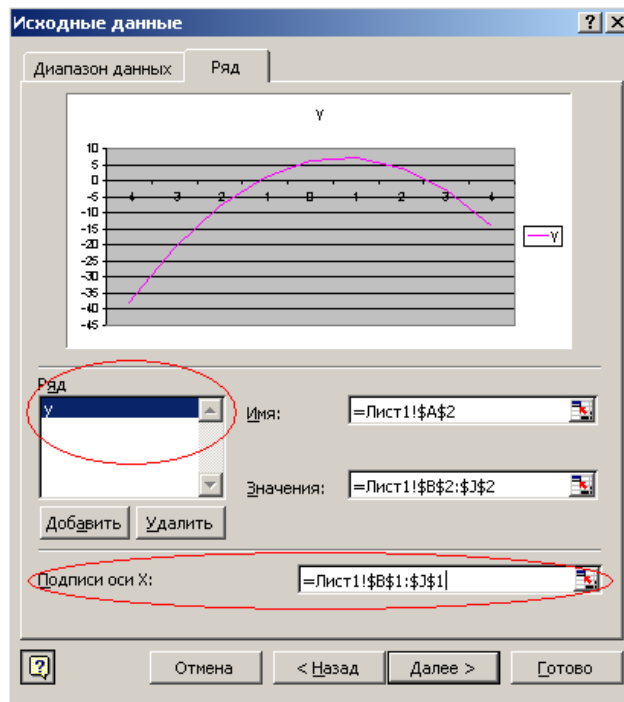 Исходные данные
Диапазон данных Ряд
y
10
5
0
-5
-10
-15
-20
-25
-30
-35
-40
-45
-4 -3 -2 -1 0 1 2 3 4
y
Ряд
y
Имя: =Лист1!$A$2
Значения: =Лист1!$B$2:$J$2
Добавить Удалить
Подписи оси X: =Лист1!$B$1:$J$1
? Отмена < Назад Далее > Готово